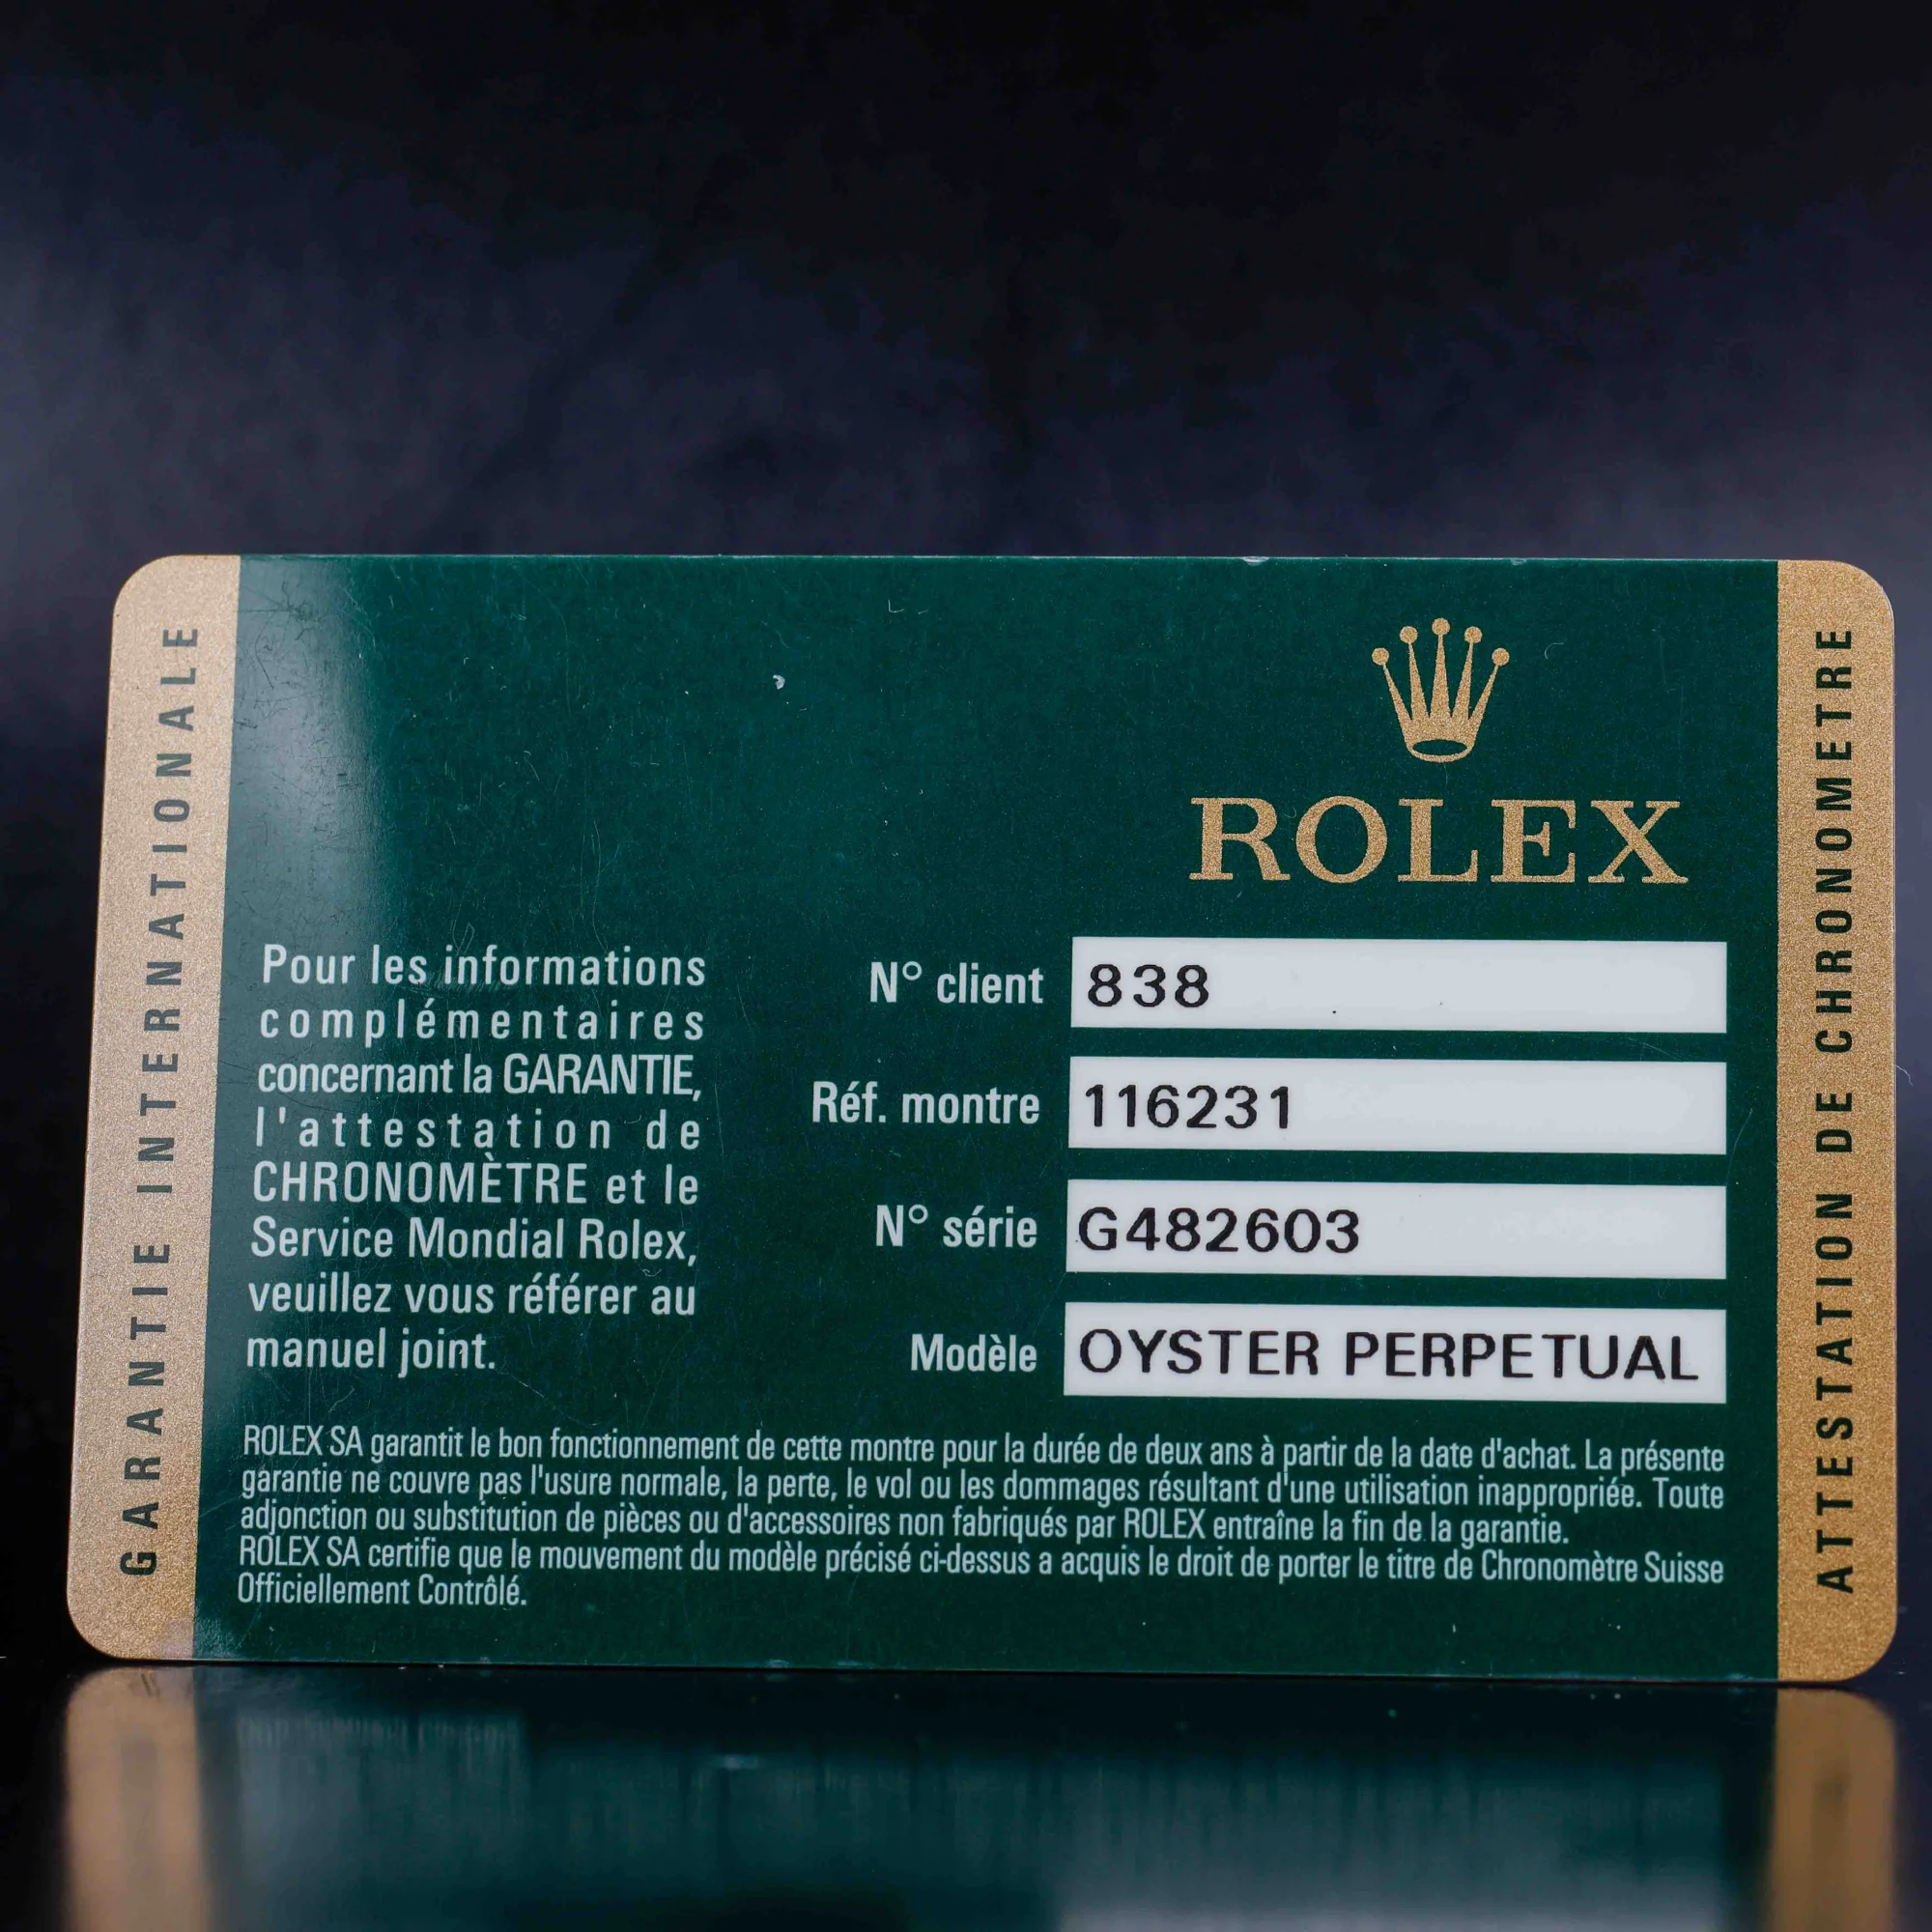 GARANTIE INTERNATIONALE
ROLEX
Pour les informations
complémentaires
concernant la GARANTIE,
l'attestation de
CHRONOMÈTRE et le
Service Mondial Rolex,
veuillez vous référer au
manuel joint.
N° client 838
Réf. montre 116231
N° série G482603
Modèle OYSTER PERPETUAL
ROLEX SA garantit le bon fonctionnement de cette montre pour la durée de deux ans à partir de la date d'achat. La présente
garantie ne couvre pas l'usure normale, la perte, le vol ou les dommages résultant d'une utilisation inappropriée. Toute
adjonction ou substitution de pièces ou d'accessoires non fabriqués par ROLEX entraîne la fin de la garantie.
ROLEX SA certifie que le mouvement du modèle précisé ci-dessus a acquis le droit de porter le titre de Chronomètre Suisse
Officiellement Contrôlé.
ATTESTATION DE CHRONOMETRE